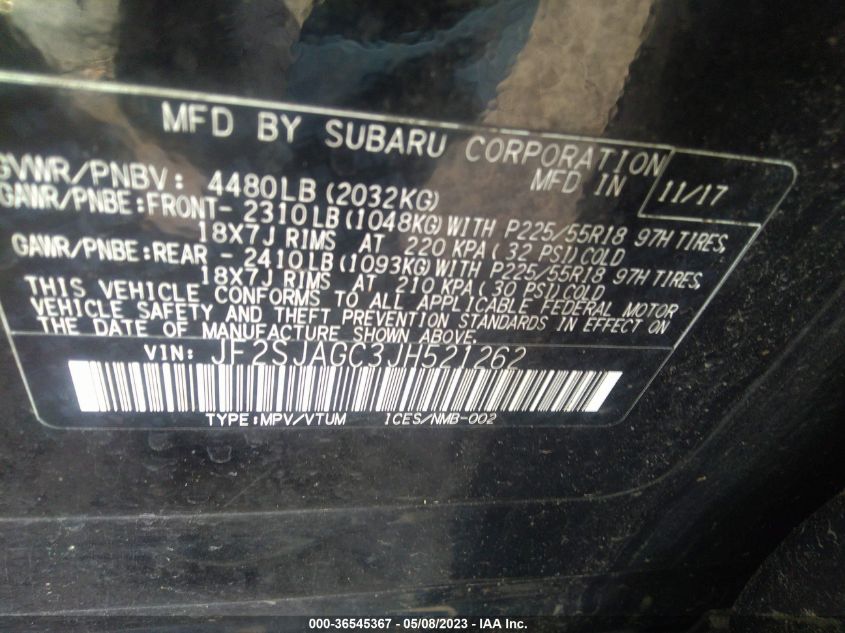 MFD BY SUBARU CORPORATION
MFD IN 11/17
GVWR/PNBV: 4480LB(2032KG)
GAWR/PNBE:FRONT- 2310LB(1048KG)WITH P225/55R18 97H TIRES,
18X7J RIMS AT 220 KPA(32 PSI)COLD
GAWR/PNBE:REAR - 2410LB(1093KG)WITH P225/55R18 97H TIRES,
18X7J RIMS AT 210 KPA(30 PSI)COLD
THIS VEHICLE CONFORMS TO ALL APPLICABLE FEDERAL MOTOR
VEHICLE SAFETY AND THEFT PREVENTION STANDARDS IN EFFECT ON
THE DATE OF MANUFACTURE SHOWN ABOVE.
VIN: JF2SJAGC3JH521262
TYPE:MPV/VTUM ICES/NMB-002
000-36545367 - 05/08/2023 - IAA Inc.